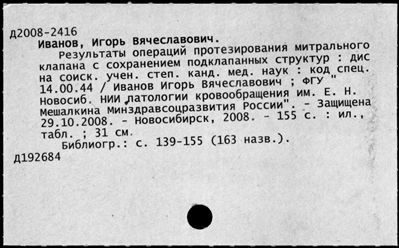 Д2008-2416
Иванов, Игорь Вячеславович.
Результаты операций протезирования митрального
клапана с сохранением подклапанных структур : дис
на соиск. учен. степ. канд. мед. наук : код спец.
14.00.44 / Иванов Игорь Вячеславович ; ФГУ "
Новосиб. НИИ патологии кровообращения им. Е. Н.
Мешалкина Минздравсоцразвития России". - Защищена
29.10.2008. - Новосибирск, 2008. - 155 с. : ил.,
табл. ; 31 см.
Библиогр.: с. 139-155 (163 назв.).
Д192684